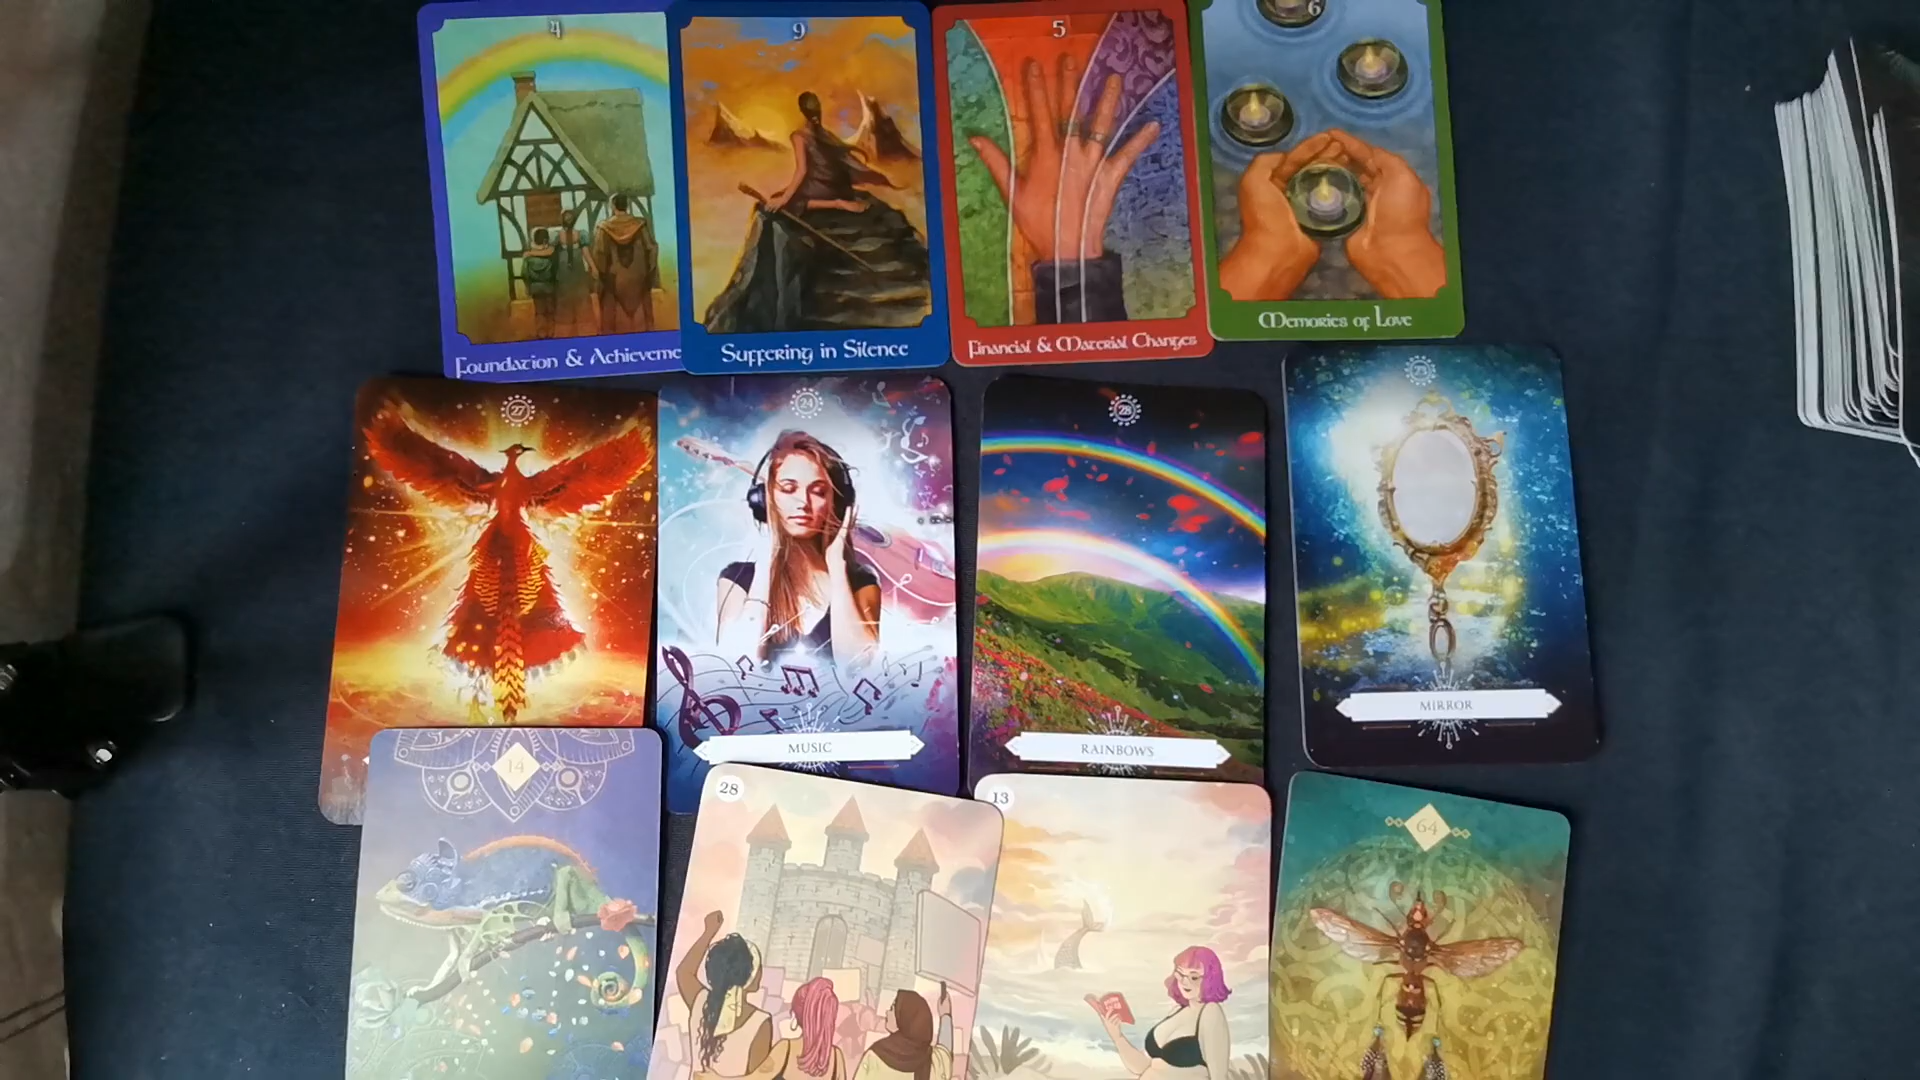 4
9
5
6
Foundation & Achieveme
Suffering in Silence
Financial & Material Changes
Memories of Love
27
24
28
MUSIC
RAINBOWS
MIRROR
14
28
13
64